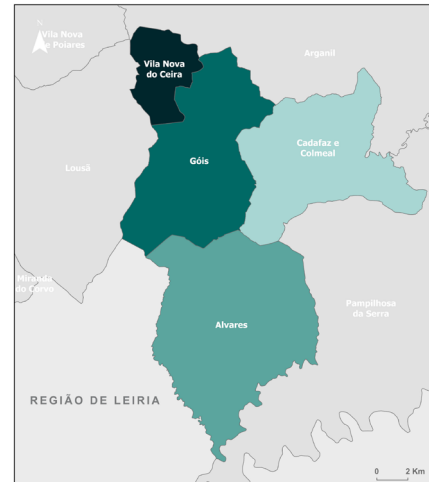 N
Vila Nova
de Poiares
Arganil
Vila Nova
do Ceira
Cadafaz e
Colmeal
Góis
Lousã
Miranda
do Corvo
Pampilhosa
da Serra
Alvares
REGIÃO DE LEIRIA
0 2 Km